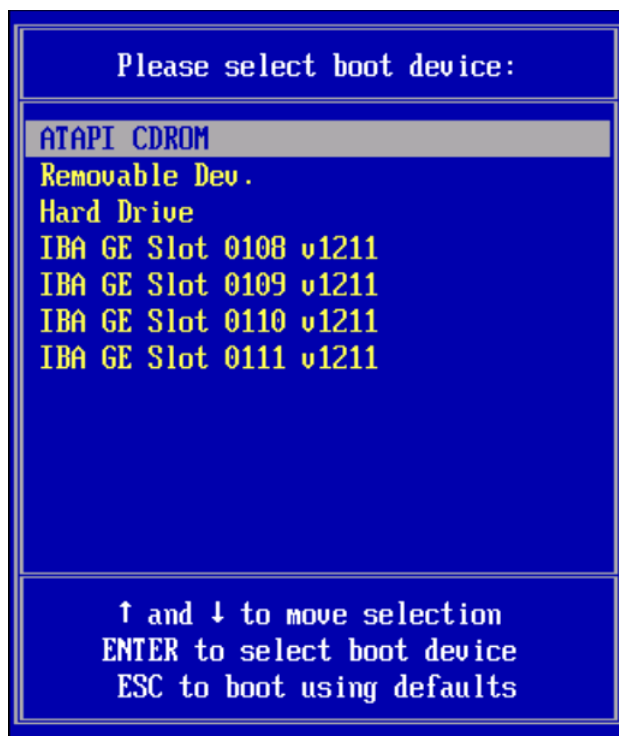 Please select boot device:
ATAPI CDROM
Removable Dev.
Hard Drive
IBA GE Slot 0108 v1211
IBA GE Slot 0109 v1211
IBA GE Slot 0110 v1211
IBA GE Slot 0111 v1211
↑ and ↓ to move selection
ENTER to select boot device
ESC to boot using defaults